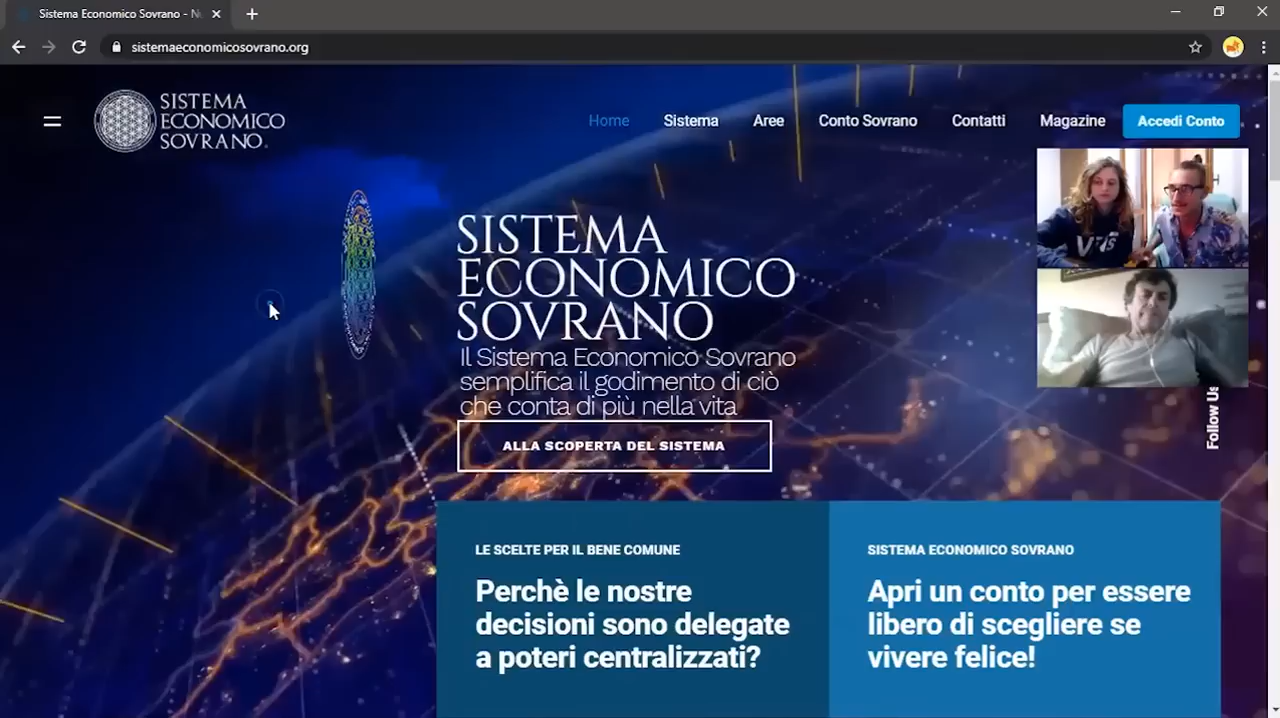 Sistema Economico Sovrano - N
sistemaeconomicosovrano.org
SISTEMA
ECONOMICO
SOVRANO
Home
Sistema
Aree
Conto Sovrano
Contatti
Magazine
Accedi Conto
SISTEMA
ECONOMICO
SOVRANO
Il Sistema Economico Sovrano
semplifica il godimento di ciò
che conta di più nella vita
ALLA SCOPERTA DEL SISTEMA
Follow Us
LE SCELTE PER IL BENE COMUNE
Perchè le nostre
decisioni sono delegate
a poteri centralizzati?
SISTEMA ECONOMICO SOVRANO
Apri un conto per essere
libero di scegliere se
vivere felice!